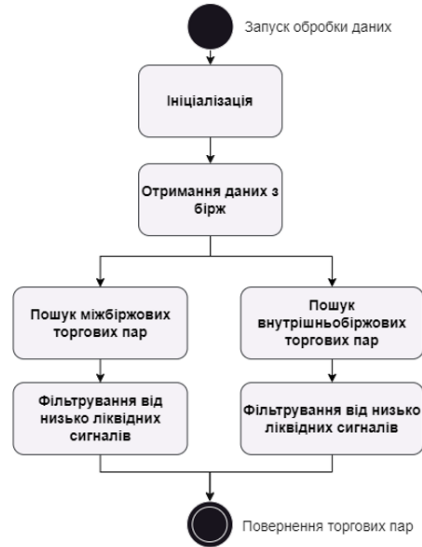 Запуск обробки даних
Ініціалізація
Отримання даних з
бірж
Пошук міжбіржових
торгових пар
Пошук
внутрішньобіржових
торгових пар
Фільтрування від
низько ліквідних
сигналів
Фільтрування від низько
ліквідних сигналів
Повернення торгових пар